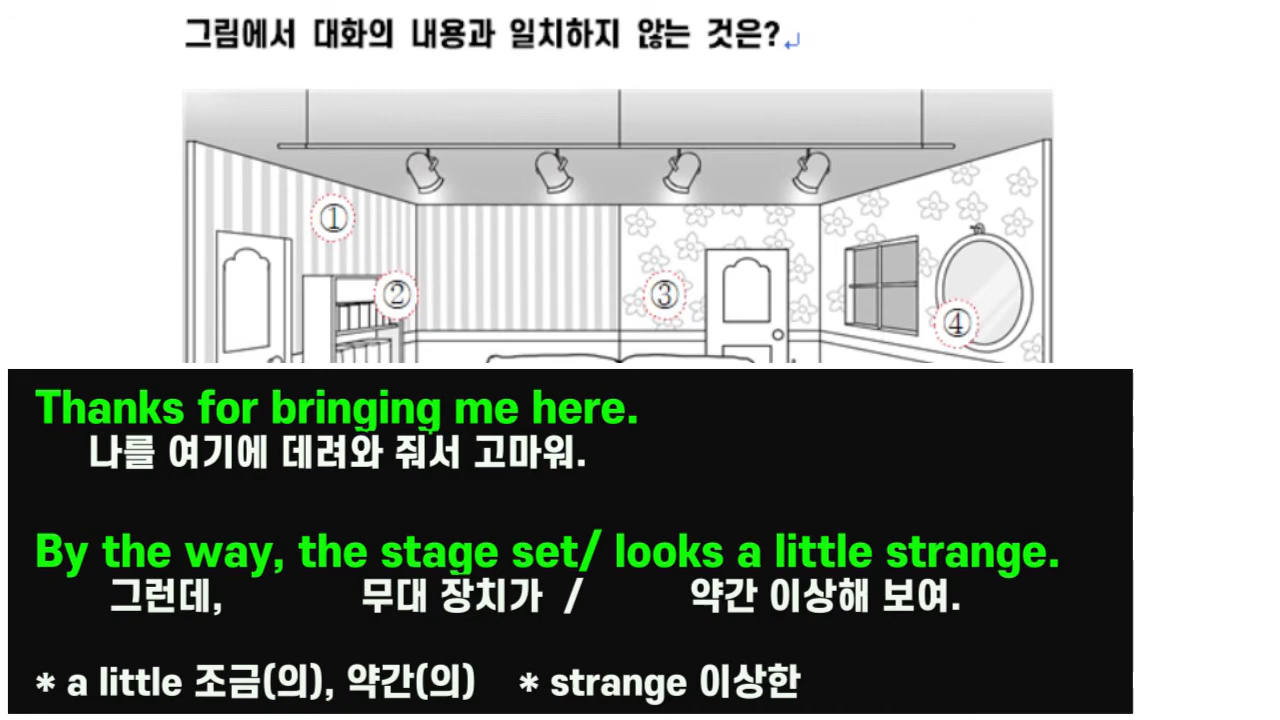 그림에서 대화의 내용과 일치하지 않는 것은?↵
①
②
③
④
Thanks for bringing me here.
나를 여기에 데려와 줘서 고마워.
By the way, the stage set/ looks a little strange.
그런데, 무대 장치가 / 약간 이상해 보여.
* a little 조금(의), 약간(의) * strange 이상한